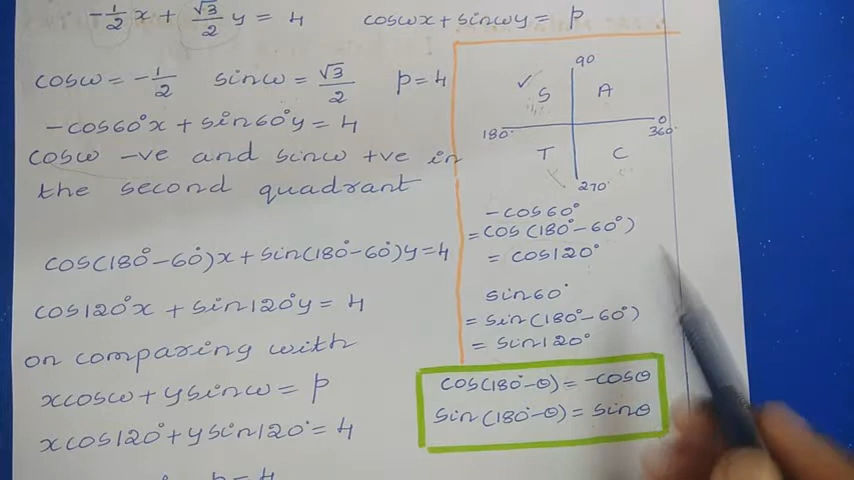 -1/2 x + √3/2 y = 4   cosωx + sinωy = p
cosω = -1/2   sinω = √3/2   p = 4
-cos60°x + sin60°y = 4
cosω -ve and sinω +ve in
the second quadrant
cos(180°-60°)x + sin(180°-60°)y = 4
cos120°x + sin120°y = 4
on comparing with
xcosω + ysinω = p
xcos120° + ysin120° = 4
p = 4
90
✓ S   A
180°   0
360°
T   C
270°
-cos60°
= cos(180°-60°)
= cos120°
sin60°
= sin(180°-60°)
= sin120°
cos(180°-θ) = -cosθ
sin(180°-θ) = sinθ